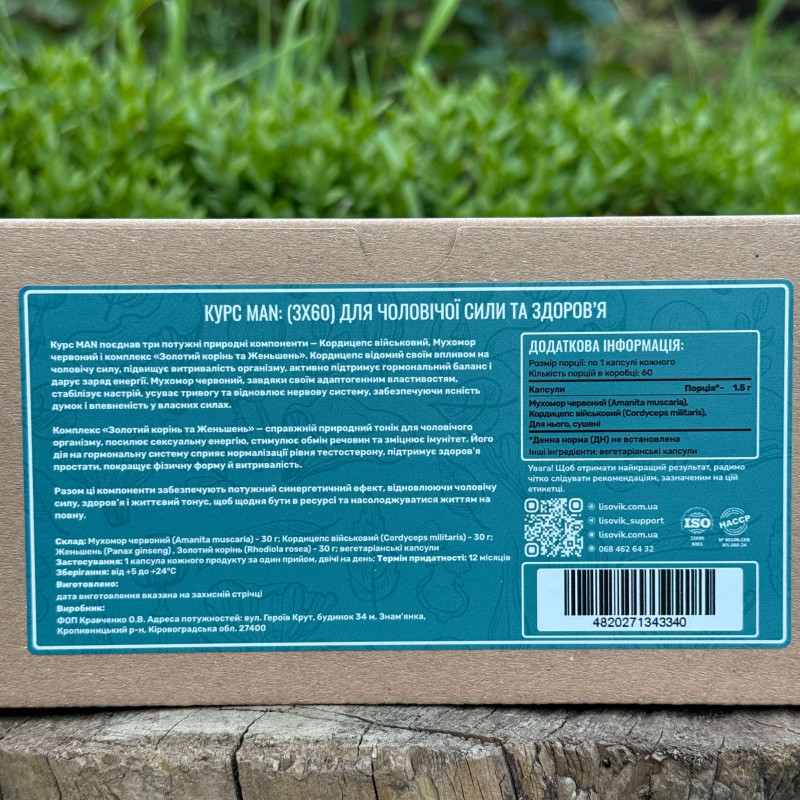 КУРС MAN: (3X60) ДЛЯ ЧОЛОВІЧОЇ СИЛИ ТА ЗДОРОВ'Я
Курс MAN поєднав три потужні природні компоненти — Кордицепс військовий, Мухомор
червоний і комплекс «Золотий корінь та Женьшень». Кордицепс відомий своїм впливом на
чоловічу силу, підвищує витривалість організму, активно підтримує гормональний баланс і
дарує заряд енергії. Мухомор червоний, завдяки своїм адаптогенним властивостям,
стабілізує настрій, усуває тривогу та відновлює нервову систему, забезпечуючи ясність
думок і впевненість у власних силах.
Комплекс «Золотий корінь та Женьшень» — справжній природний тонік для чоловічого
організму, посилює сексуальну енергію, стимулює обмін речовин та зміцнює імунітет. Його
дія на гормональну систему сприяє нормалізації рівня тестостерону, підтримує здоров'я
простати, покращує фізичну форму й витривалість.
Разом ці компоненти забезпечують потужний синергетичний ефект, відновлюючи чоловічу
силу, здоров'я і життєвий тонус, щоб щодня бути в ресурсі та насолоджуватися життям на
повну.
Склад: Мухомор червоний (Amanita muscaria) - 30 г; Кордицепс військовий (Cordyceps militaris) - 30 г;
Женьшень (Panax ginseng) , Золотий корінь (Rhodiola rosea) - 30 г; вегетаріанські капсули
Застосування: 1 капсула кожного продукту за один прийом, двічі на день; Термін придатності: 12 місяців
Зберігання: від +5 до +24°C
Виготовлено:
дата виготовлення вказана на захисній стрічці
Виробник:
ФОП Кравченко О.В. Адреса потужностей: вул. Героїв Крут, будинок 34 м. Знам'янка,
Кропивницький р-н, Кіровоградська обл. 27400
ДОДАТКОВА ІНФОРМАЦІЯ:
Розмір порції: по 1 капсулі кожного
Кількість порцій в коробці: 60
Капсули Порція*- 1.5 г
Мухомор червоний (Amanita muscaria),
Кордицепс військовий (Cordyceps militaris),
Для нього, сушені
*Денна норма (ДН) не встановлена
Інші інгредієнти: вегетаріанські капсули
Увага! Щоб отримати найкращий результат, радимо
чітко слідувати рекомендаціям, зазначеним на цій
етикетці.
lisovik.com.ua
lisovik_support
lisovik.com.ua
068 462 64 32
ISO
22000
9001
HACCP
4820271343340